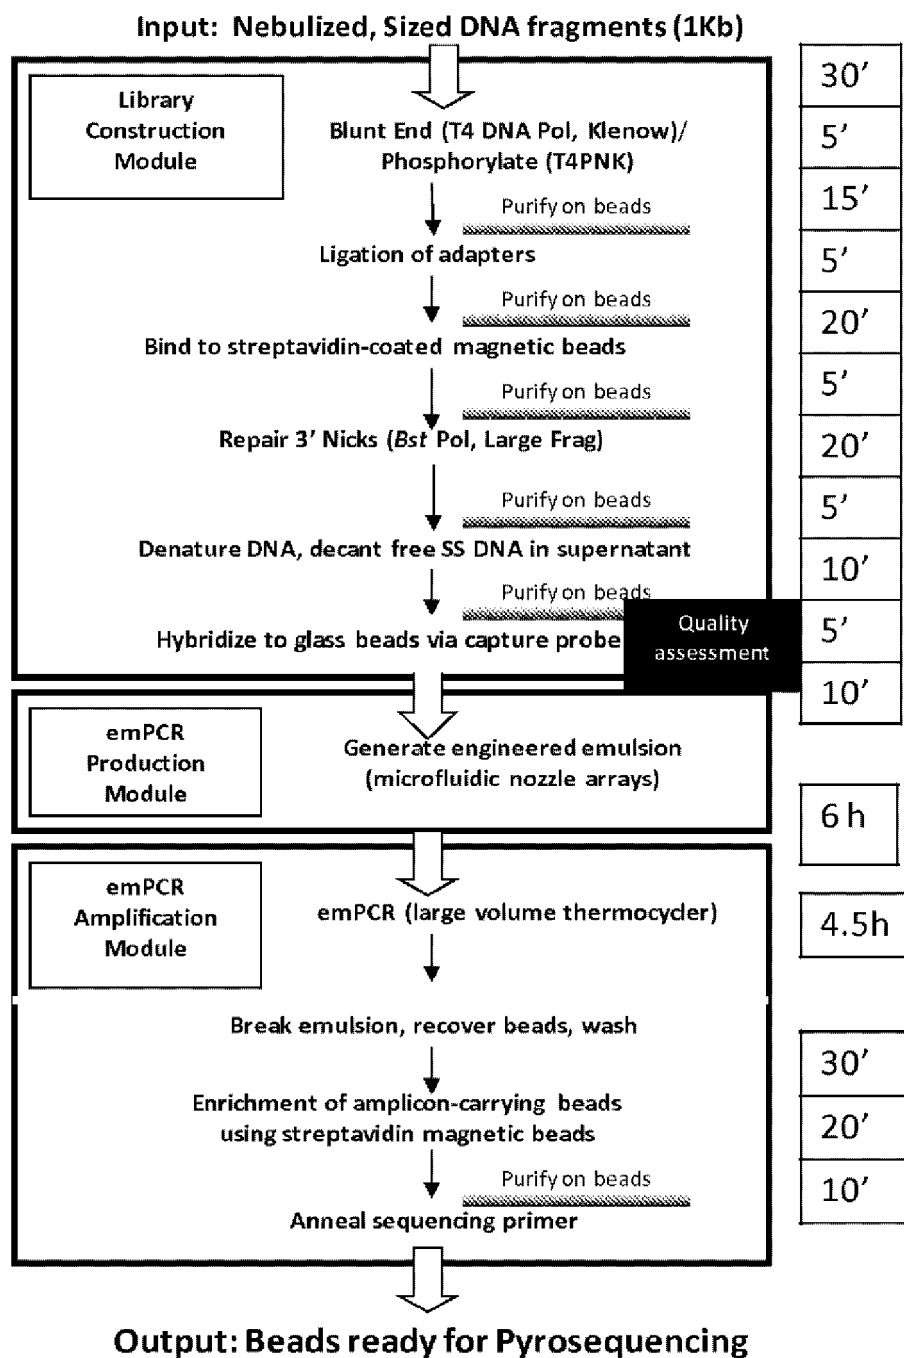 Input: Nebulized, Sized DNA fragments (1Kb)
Library
Construction
Module
Blunt End (T4 DNA Pol, Klenow)/
Phosphorylate (T4PNK)
Purify on beads
Ligation of adapters
Purify on beads
Bind to streptavidin-coated magnetic beads
Purify on beads
Repair 3' Nicks (Bst Pol, Large Frag)
Purify on beads
Denature DNA, decant free SS DNA in supernatant
Purify on beads
Hybridize to glass beads via capture probe
Quality
assessment
30'
5'
15'
5'
20'
5'
20'
5'
10'
5'
10'
emPCR
Production
Module
Generate engineered emulsion
(microfluidic nozzle arrays)
6 h
emPCR
Amplification
Module
emPCR (large volume thermocycler)
4.5h
Break emulsion, recover beads, wash
Enrichment of amplicon-carrying beads
using streptavidin magnetic beads
Purify on beads
Anneal sequencing primer
30'
20'
10'
Output: Beads ready for Pyrosequencing